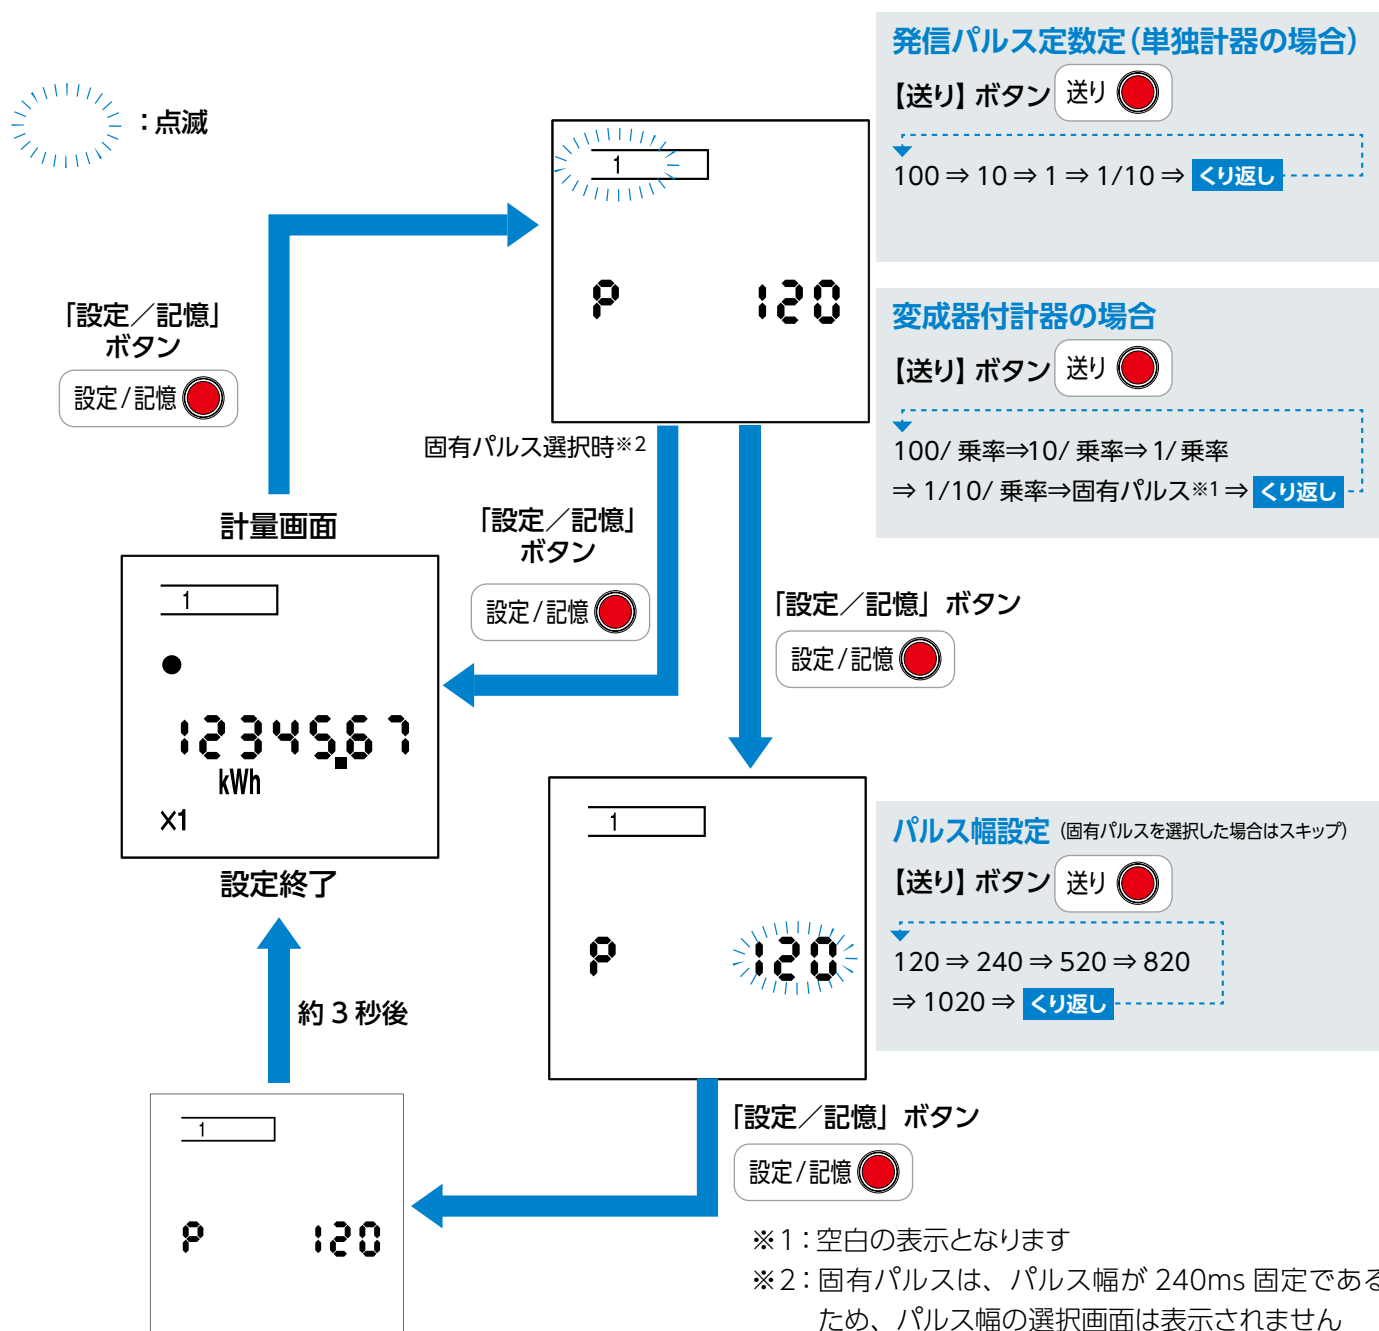 ：点滅
「設定／記憶」
ボタン
設定/記憶
1
P 120
発信パルス定数定（単独計器の場合）
【送り】ボタン 送り
100 ⇒ 10 ⇒ 1 ⇒ 1/10 ⇒ くり返し
変成器付計器の場合
【送り】ボタン 送り
100/ 乗率⇒10/ 乗率⇒ 1/ 乗率
⇒ 1/10/ 乗率⇒固有パルス※1 ⇒ くり返し
固有パルス選択時※2
「設定／記憶」
ボタン
設定/記憶
「設定／記憶」ボタン
設定/記憶
計量画面
1
12345.67
kWh
×1
設定終了
約 3 秒後
1
P 120
パルス幅設定（固有パルスを選択した場合はスキップ）
【送り】ボタン 送り
120 ⇒ 240 ⇒ 520 ⇒ 820
⇒ 1020 ⇒ くり返し
「設定／記憶」ボタン
設定/記憶
1
P 120
※1：空白の表示となります
※2：固有パルスは、パルス幅が 240ms 固定である
ため、パルス幅の選択画面は表示されません